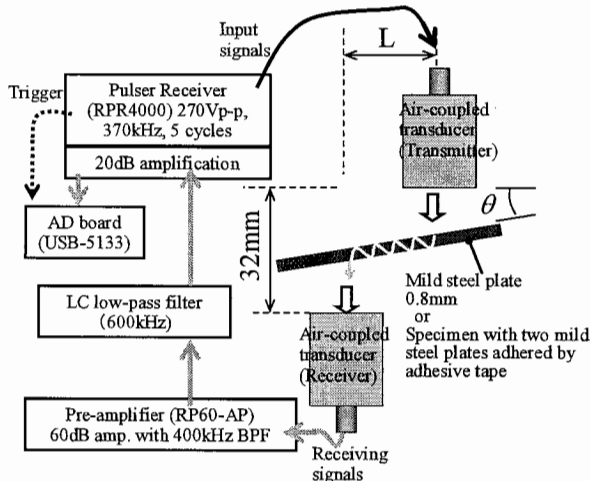 Input
signals
L
Trigger
Pulser Receiver
(RPR4000) 270Vp-p,
370kHz, 5 cycles
20dB amplification
Air-coupled
transducer
(Transmitter)
AD board
(USB-5133)
θ
32mm
Mild steel plate
0.8mm
or
Specimen with two mild
steel plates adhered by
adhesive tape
LC low-pass filter
(600kHz)
Air-coupled
transducer
(Receiver)
Pre-amplifier (RP60-AP)
60dB amp. with 400kHz BPF
Receiving
signals